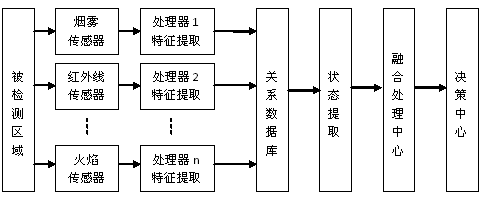 被检测区域
烟雾
传感器
处理器 1
特征提取
红外线
传感器
处理器 2
特征提取
火焰
传感器
处理器 n
特征提取
关系数据库
状态提取
融合处理中心
决策中心